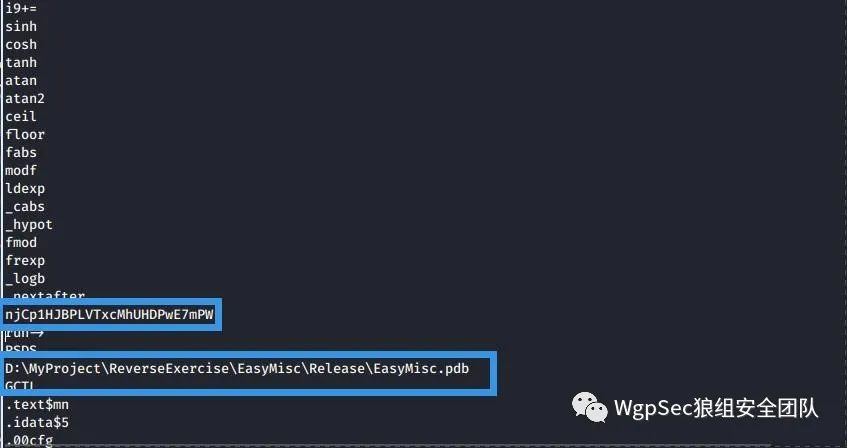 i9+=
sinh
cosh
tanh
atan
atan2
ceil
floor
fabs
modf
ldexp
_cabs
_hypot
fmod
frexp
_logb
_nextafter
njCp1HJBPLVTxcMhUHDPwE7mPW
run→
RSDS
D:\MyProject\ReverseExercise\EasyMisc\Release\EasyMisc.pdb
GCTL
.text$mn
.idata$5
.00cfg
WgpSec狼组安全团队